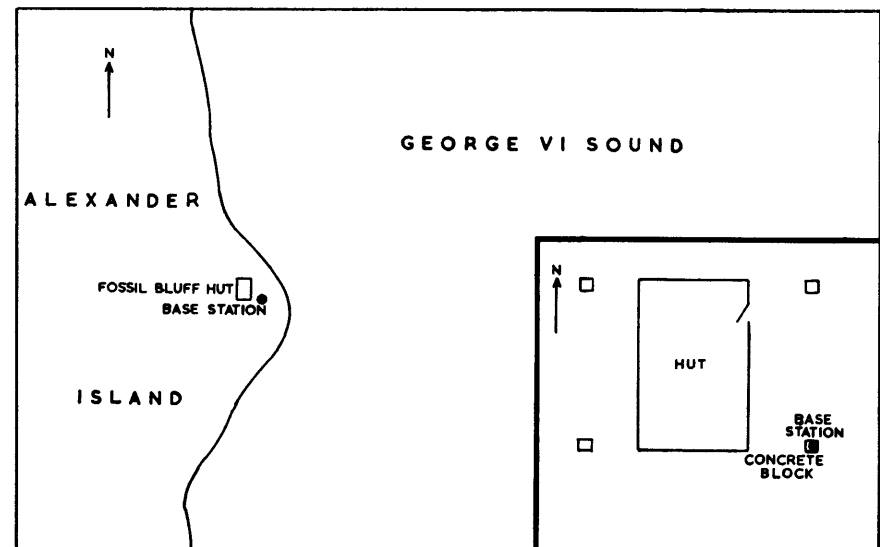 N
GEORGE VI SOUND
ALEXANDER
FOSSIL BLUFF HUT
BASE STATION
ISLAND
N
HUT
BASE
STATION
CONCRETE
BLOCK